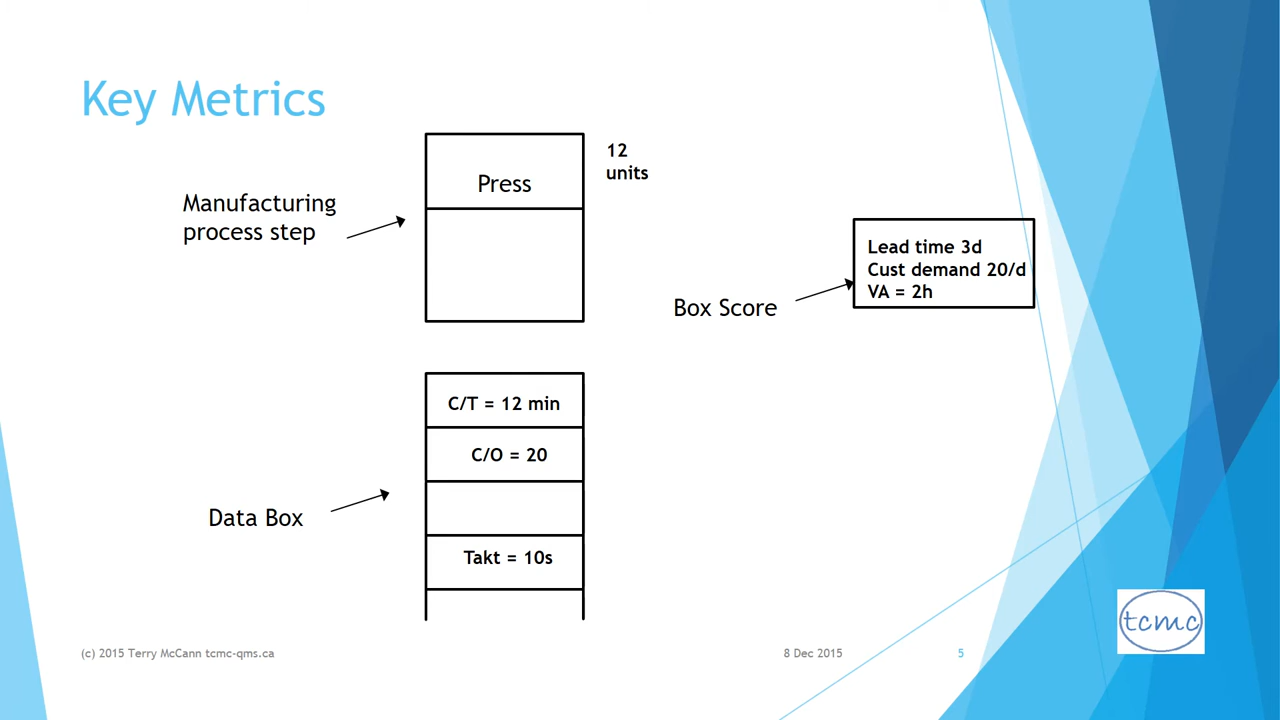 Key Metrics
Press
12
units
Manufacturing
process step
Lead time 3d
Cust demand 20/d
VA = 2h
Box Score
C/T = 12 min
C/O = 20
Data Box
Takt = 10s
tcmc
(c) 2015 Terry McCann tcmc-qms.ca
8 Dec 2015
5